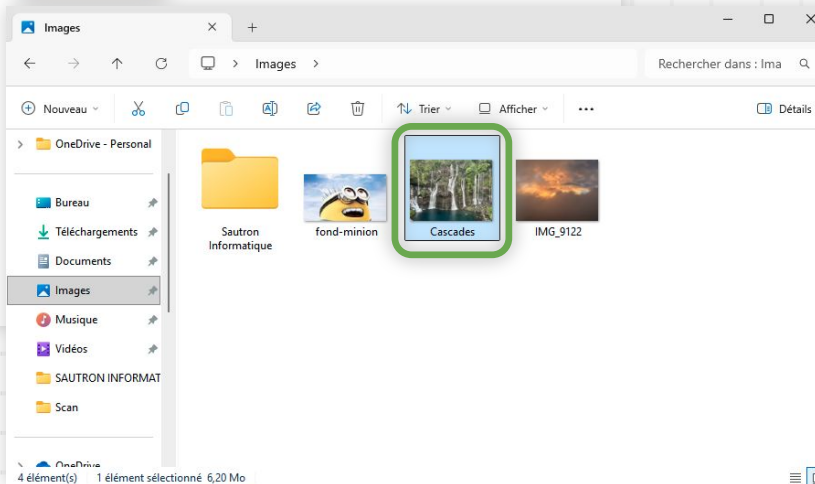 Images
Images
Rechercher dans : Ima
Nouveau
Trier
Afficher
Détails
OneDrive - Personal
Bureau
Téléchargements
Documents
Images
Musique
Vidéos
SAUTRON INFORMAT
Scan
OneDrive
Sautron
Informatique
fond-minion
Cascades
IMG_9122
4 élément(s) 1 élément sélectionné 6,20 Mo